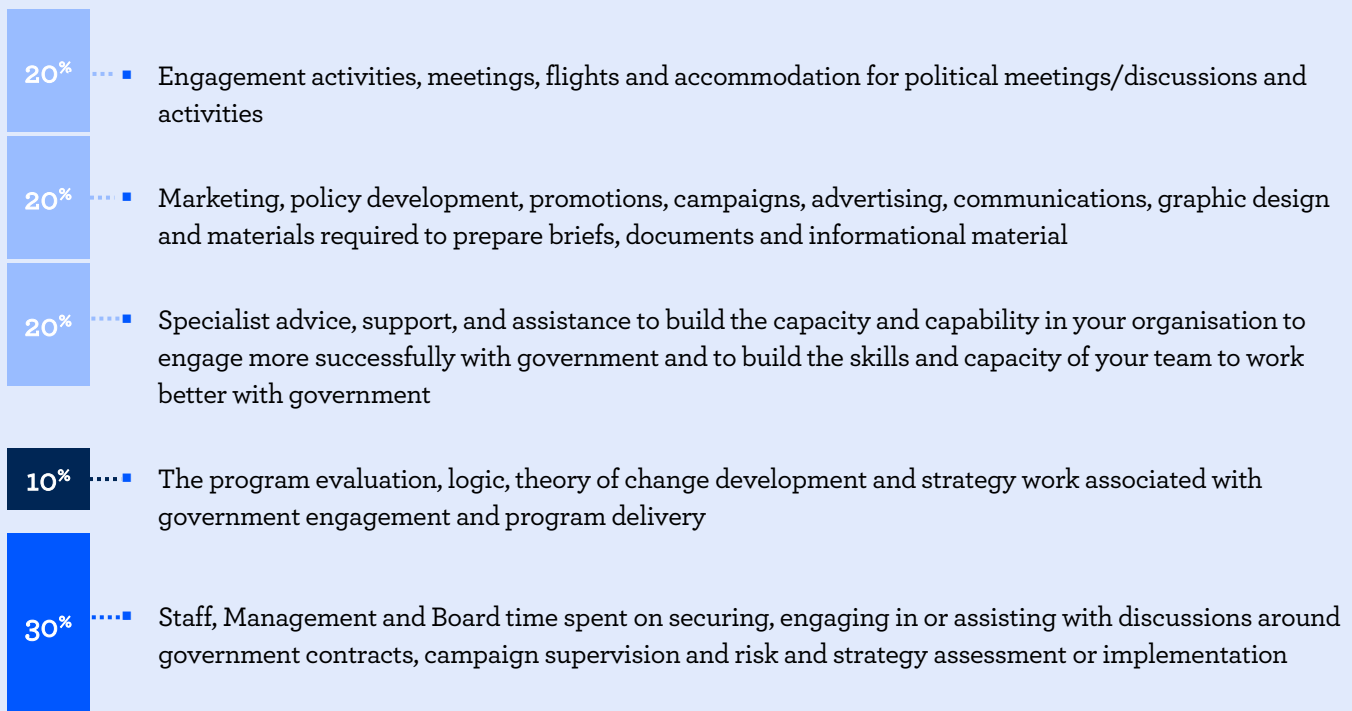 20%
Engagement activities, meetings, flights and accommodation for political meetings/discussions and
activities
20%
Marketing, policy development, promotions, campaigns, advertising, communications, graphic design
and materials required to prepare briefs, documents and informational material
20%
Specialist advice, support, and assistance to build the capacity and capability in your organisation to
engage more successfully with government and to build the skills and capacity of your team to work
better with government
10%
The program evaluation, logic, theory of change development and strategy work associated with
government engagement and program delivery
30%
Staff, Management and Board time spent on securing, engaging in or assisting with discussions around
government contracts, campaign supervision and risk and strategy assessment or implementation